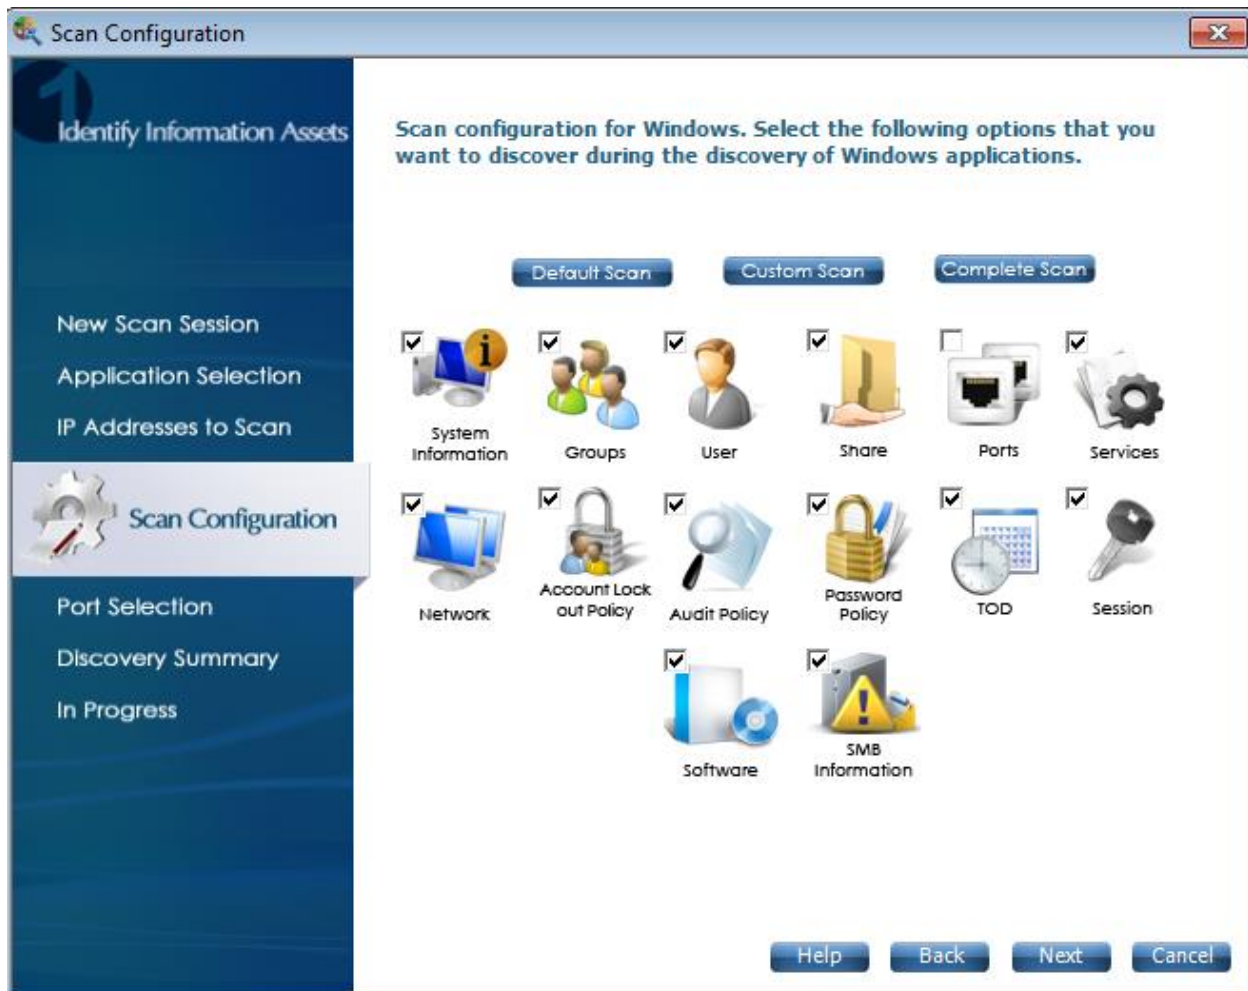 Scan Configuration
1
Identify Information Assets
Scan configuration for Windows. Select the following options that you
want to discover during the discovery of Windows applications.
Default Scan
Custom Scan
Complete Scan
New Scan Session
Application Selection
IP Addresses to Scan
Scan Configuration
Port Selection
Discovery Summary
In Progress
i
System
Information
Groups
User
Share
Ports
Services
Network
Account Lock
out Policy
Audit Policy
Password
Policy
TOD
Session
Software
SMB
Information
Help
Back
Next
Cancel